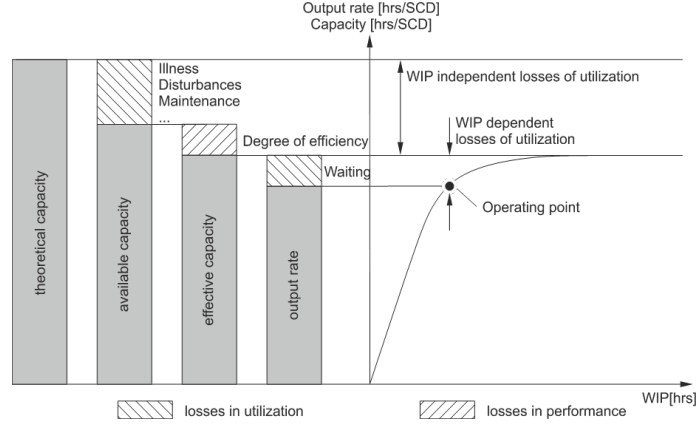 Output rate [hrs/SCD]
Capacity [hrs/SCD]
Illness
Disturbances
Maintenance
...
WIP independent losses of utilization
WIP dependent
losses of utilization
Degree of efficiency
Waiting
Operating point
theoretical capacity
available capacity
effective capacity
output rate
WIP[hrs]
losses in utilization
losses in performance